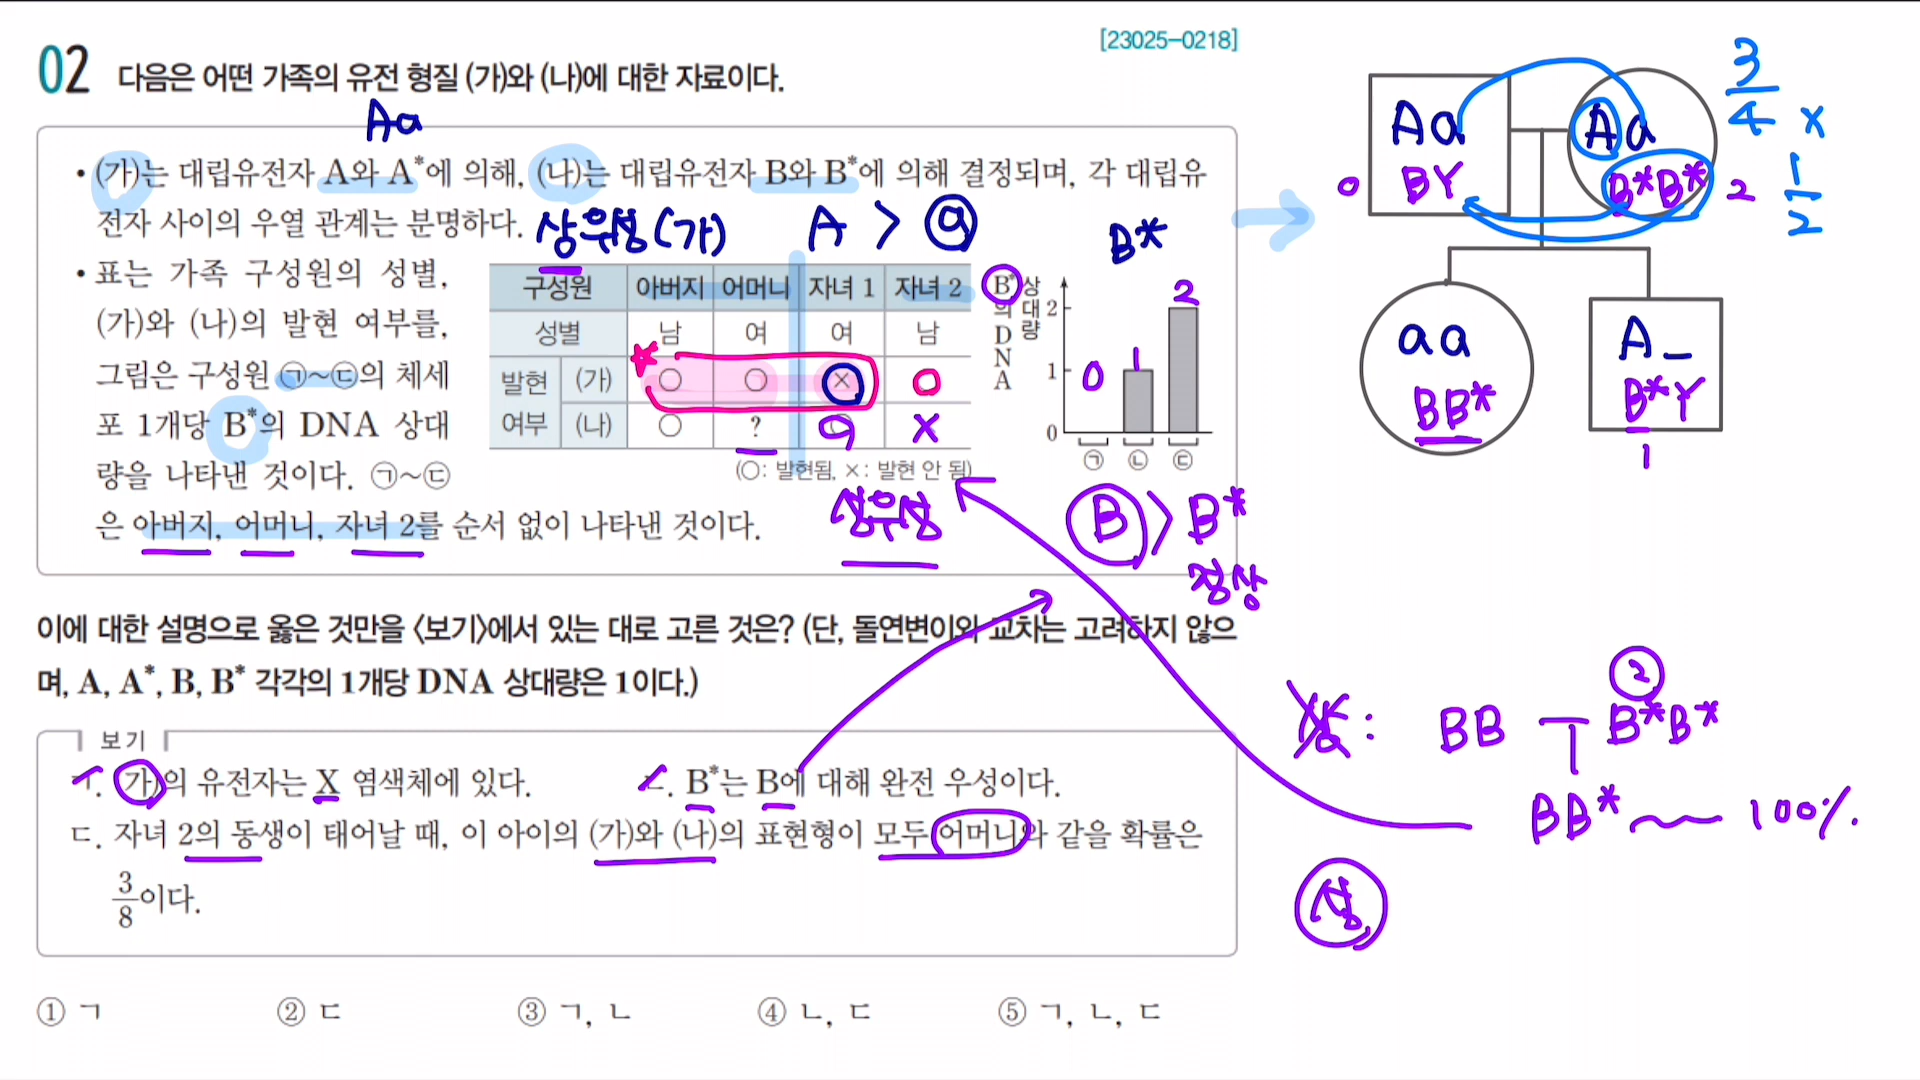 [23025-0218]
02 다음은 어떤 가족의 유전 형질 (가)와 (나)에 대한 자료이다.
Aa
• (가)는 대립유전자 A와 A*에 의해, (나)는 대립유전자 B와 B*에 의해 결정되며, 각 대립유
전자 사이의 우열 관계는 분명하다.
상우성(가) A > a
B*
• 표는 가족 구성원의 성별,
(가)와 (나)의 발현 여부를,
그림은 구성원 ㉠~㉢의 체세
포 1개당 B*의 DNA 상대
량을 나타낸 것이다. ㉠~㉢
은 아버지, 어머니, 자녀 2를 순서 없이 나타낸 것이다.
구성원 아버지 어머니 자녀 1 자녀 2
성별 남 여 여 남
발현 여부 (가) ○ ○ × ○
(나) ○ ? ○ ×
(○: 발현됨, ×: 발현 안 됨)
B*의 DNA 상대량
2
1
0
0 1 2
㉠ ㉡ ㉢
상우성
B > B*
정상
이에 대한 설명으로 옳은 것만을 <보기>에서 있는 대로 고른 것은? (단, 돌연변이와 교차는 고려하지 않으
며, A, A*, B, B* 각각의 1개당 DNA 상대량은 1이다.)
보기
ㄱ. (가)의 유전자는 X 염색체에 있다. ㄴ. B*는 B에 대해 완전 우성이다.
ㄷ. 자녀 2의 동생이 태어날 때, 이 아이의 (가)와 (나)의 표현형이 모두 어머니와 같을 확률은
3/8이다.
① ㄱ ② ㄷ ③ ㄱ, ㄴ ④ ㄴ, ㄷ ⑤ ㄱ, ㄴ, ㄷ
Aa Aa 3/4 x
0 BY B*B* 2 1/2
aa A_
BB* B*Y
1
2
: BB B*B*
BB* 100%